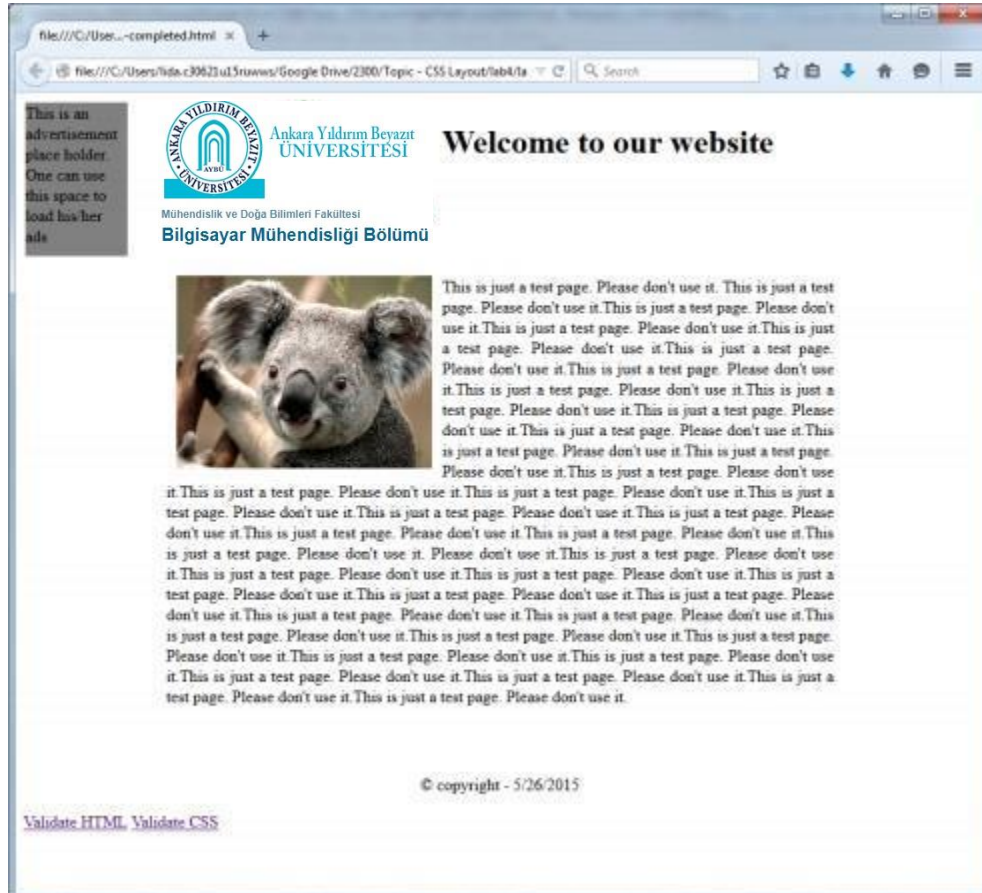 file:///C:/User...-completed.html × +
Search
This is an
advertisement
place holder.
One can use
this space to
load his/her
ads
ANKARA YILDIRIM BEYAZIT ÜNİVERSİTESİ
AYBÜ
Ankara Yıldırım Beyazıt
ÜNİVERSİTESİ
Mühendislik ve Doğa Bilimleri Fakültesi
Bilgisayar Mühendisliği Bölümü
Welcome to our website
This is just a test page. Please don't use it. This is just a test
page. Please don't use it.This is just a test page. Please don't
use it.This is just a test page. Please don't use it.This is just
a test page. Please don't use it.This is just a test page.
Please don't use it.This is just a test page. Please don't use
it.This is just a test page. Please don't use it.This is just a
test page. Please don't use it.This is just a test page. Please
don't use it.This is just a test page. Please don't use it.This
is just a test page. Please don't use it.This is just a test page.
Please don't use it.This is just a test page. Please don't use
it.This is just a test page. Please don't use it.This is just a test page. Please don't use it.This is just a
test page. Please don't use it.This is just a test page. Please don't use it.This is just a test page. Please
don't use it.This is just a test page. Please don't use it.This is just a test page. Please don't use it.This
is just a test page. Please don't use it. Please don't use it.This is just a test page. Please don't use
it.This is just a test page. Please don't use it.This is just a test page. Please don't use it.This is just a
test page. Please don't use it.This is just a test page. Please don't use it.This is just a test page. Please
don't use it.This is just a test page. Please don't use it.This is just a test page. Please don't use it.This
is just a test page. Please don't use it.This is just a test page. Please don't use it.This is just a test page.
Please don't use it.This is just a test page. Please don't use it.This is just a test page. Please don't use
it.This is just a test page. Please don't use it.This is just a test page. Please don't use it.This is just a
test page. Please don't use it.This is just a test page. Please don't use it.
© copyright - 5/26/2015
Validate HTML Validate CSS